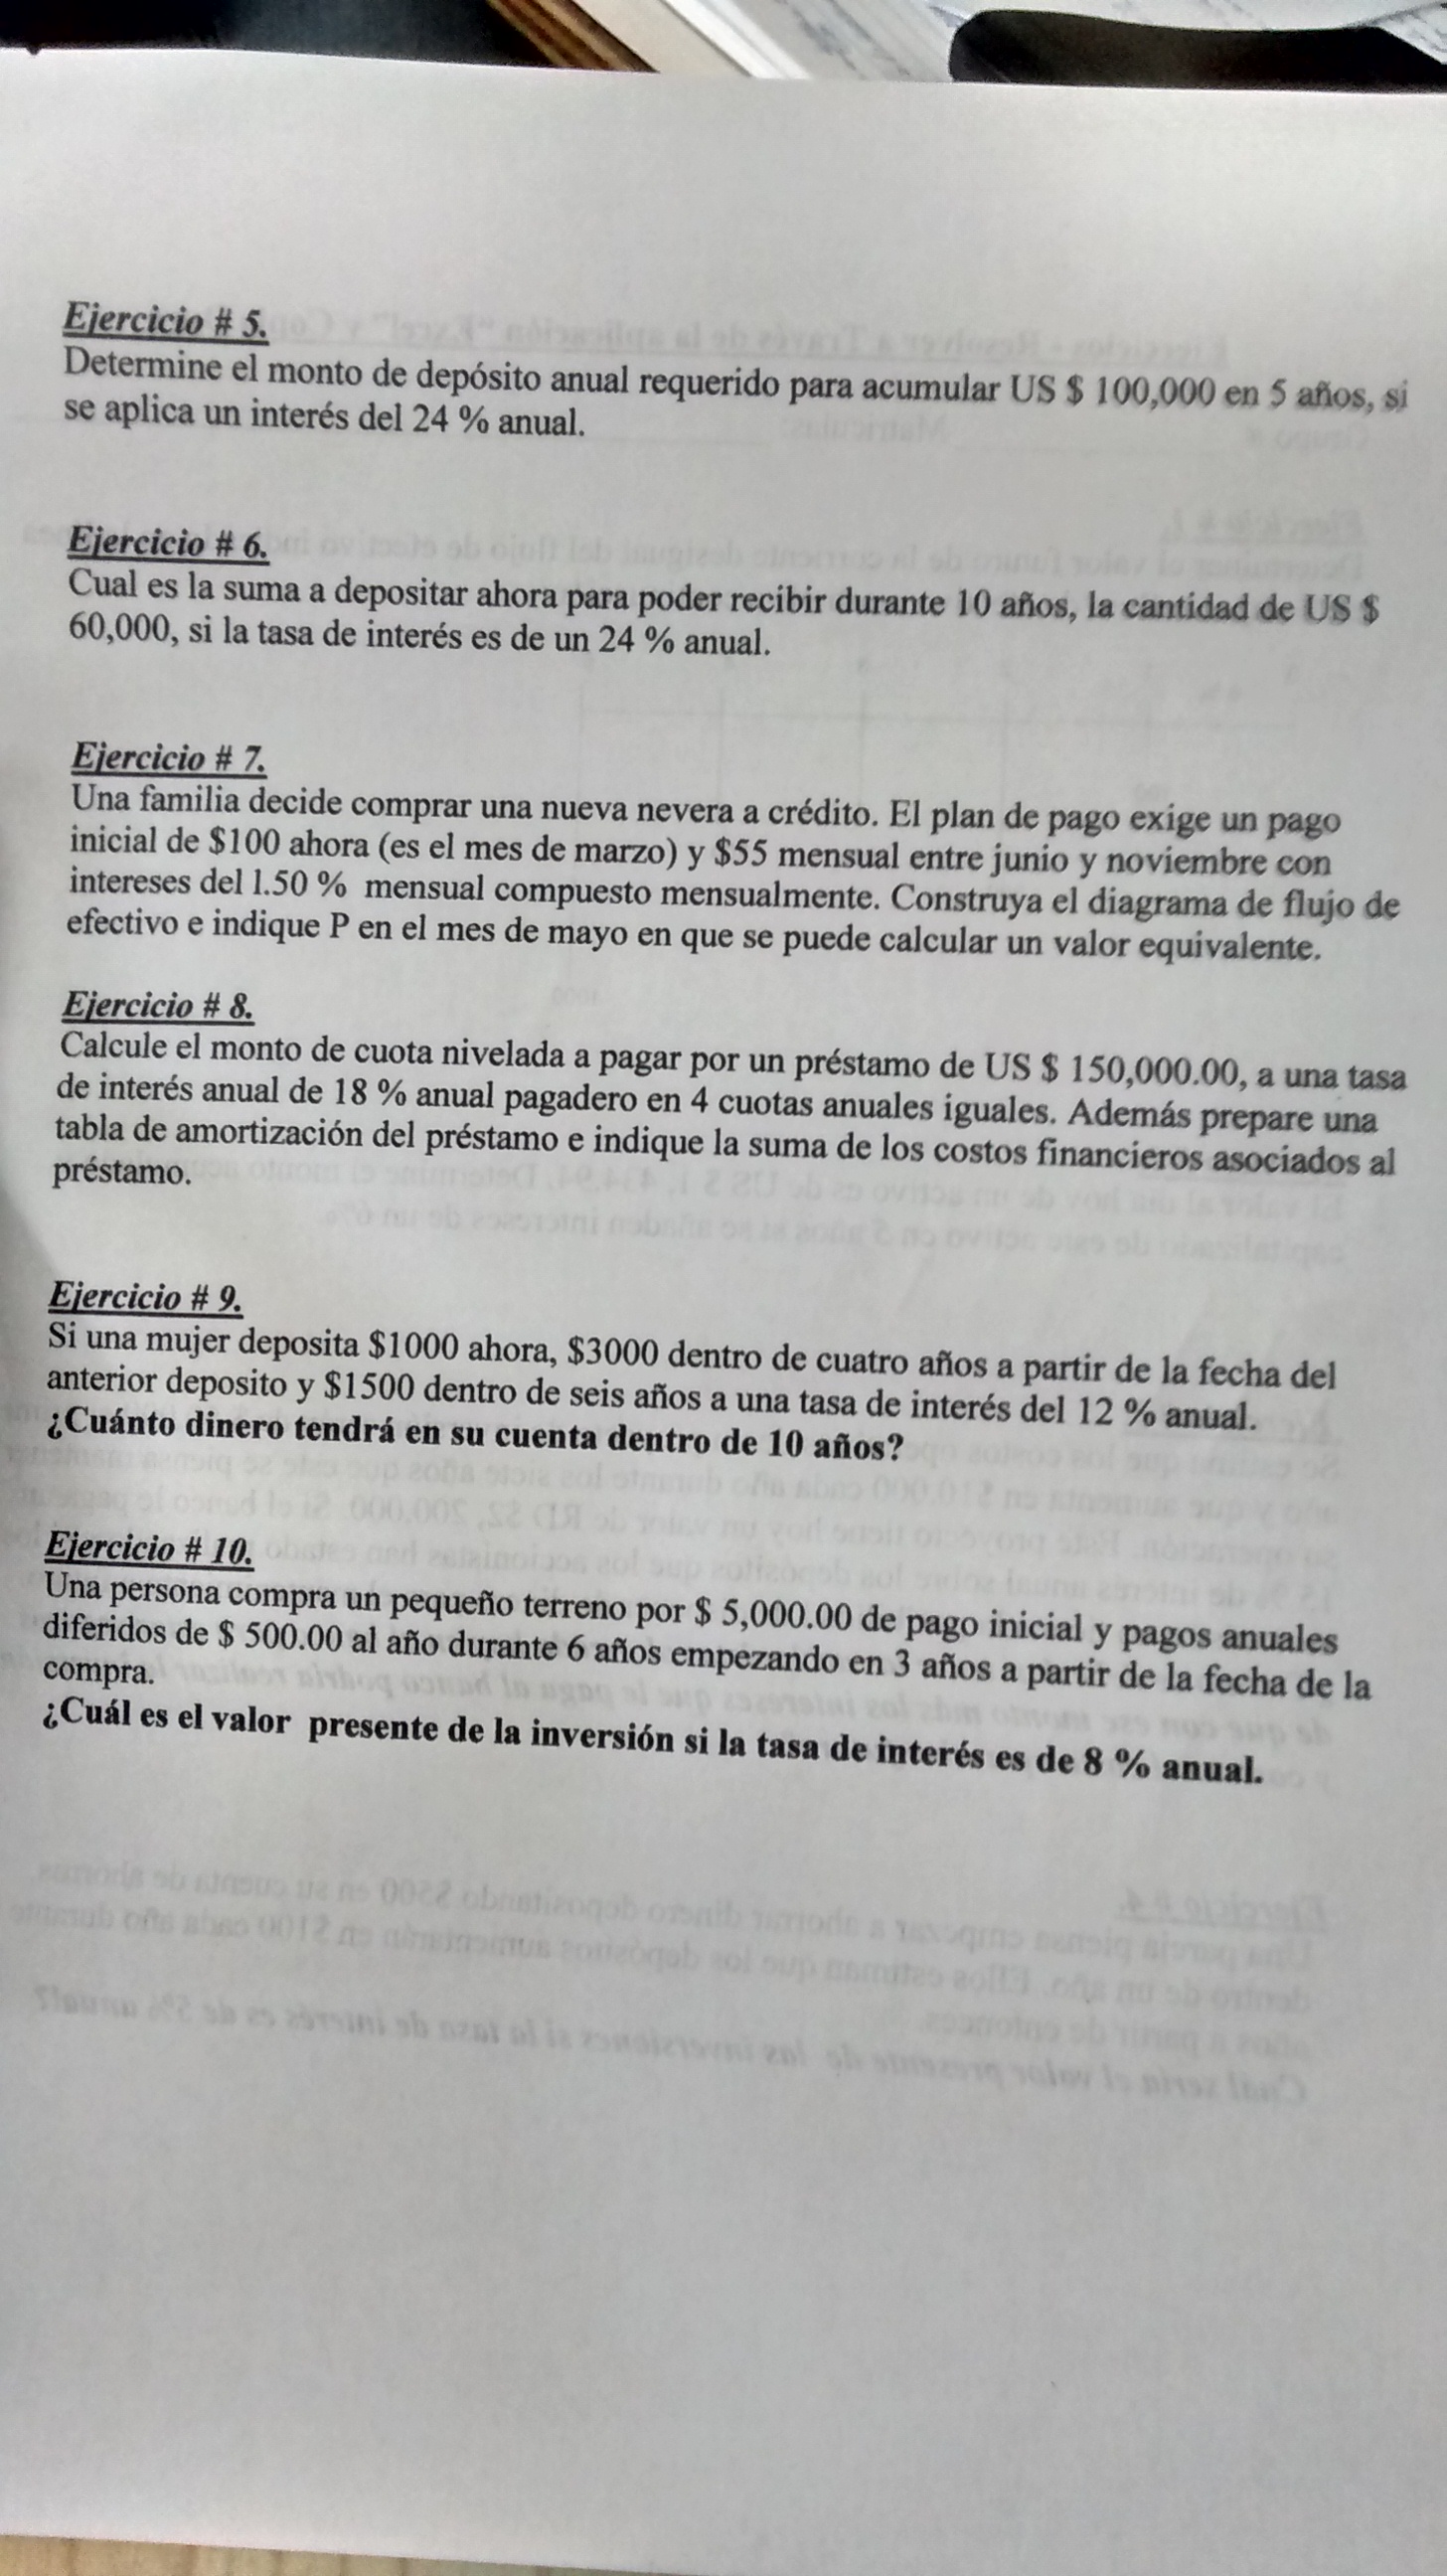 Ejercicio # 5.
Determine el monto de depósito anual requerido para acumular US $ 100,000 en 5 años, si
se aplica un interés del 24 % anual.
Ejercicio # 6.
Cual es la suma a depositar ahora para poder recibir durante 10 años, la cantidad de US $
60,000, si la tasa de interés es de un 24 % anual.
Ejercicio # 7.
Una familia decide comprar una nueva nevera a crédito. El plan de pago exige un pago
inicial de $100 ahora (es el mes de marzo) y $55 mensual entre junio y noviembre con
intereses del 1.50 % mensual compuesto mensualmente. Construya el diagrama de flujo de
efectivo e indique P en el mes de mayo en que se puede calcular un valor equivalente.
Ejercicio # 8.
Calcule el monto de cuota nivelada a pagar por un préstamo de US $ 150,000.00, a una tasa
de interés anual de 18 % anual pagadero en 4 cuotas anuales iguales. Además prepare una
tabla de amortización del préstamo e indique la suma de los costos financieros asociados al
préstamo.
Ejercicio # 9.
Si una mujer deposita $1000 ahora, $3000 dentro de cuatro años a partir de la fecha del
anterior deposito y $1500 dentro de seis años a una tasa de interés del 12 % anual.
¿Cuánto dinero tendrá en su cuenta dentro de 10 años?
Ejercicio # 10.
Una persona compra un pequeño terreno por $ 5,000.00 de pago inicial y pagos anuales
diferidos de $ 500.00 al año durante 6 años empezando en 3 años a partir de la fecha de la
compra.
¿Cuál es el valor presente de la inversión si la tasa de interés es de 8 % anual.